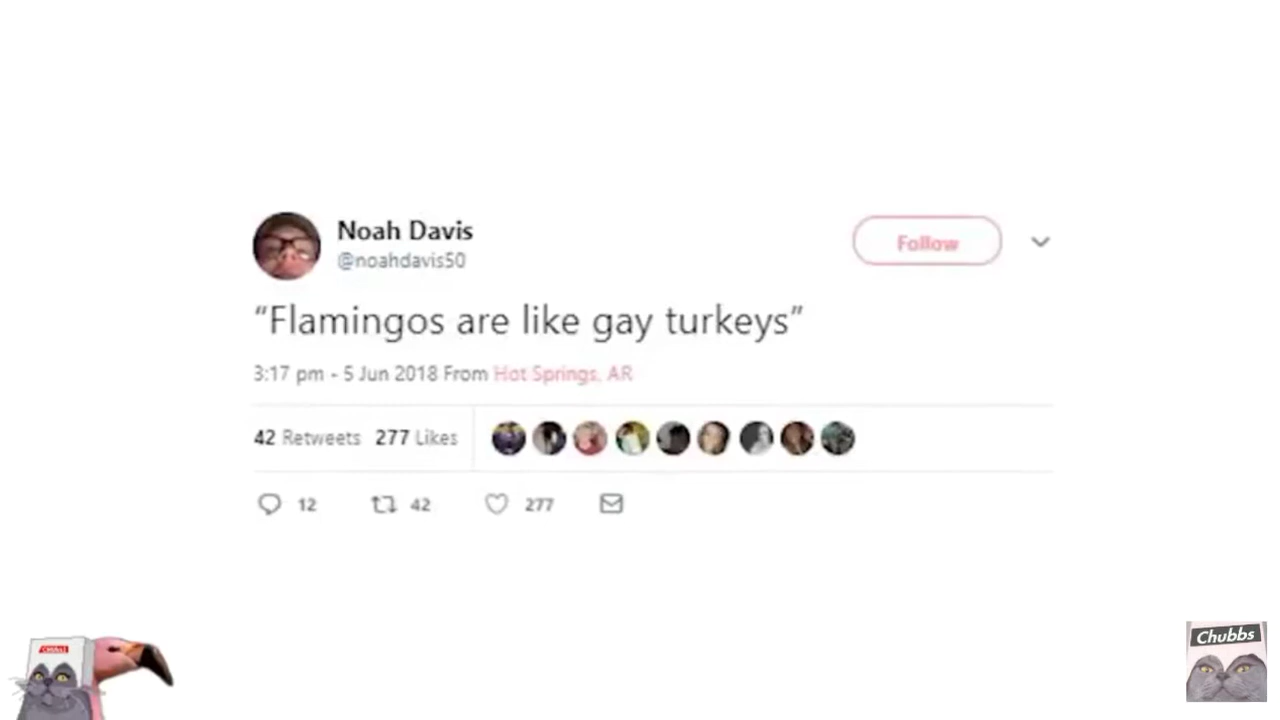 Noah Davis
@noahdavis50
Follow
“Flamingos are like gay turkeys”
3:17 pm - 5 Jun 2018 From Hot Springs, AR
42 Retweets 277 Likes
12 42 277
CHUBBS
Chubbs